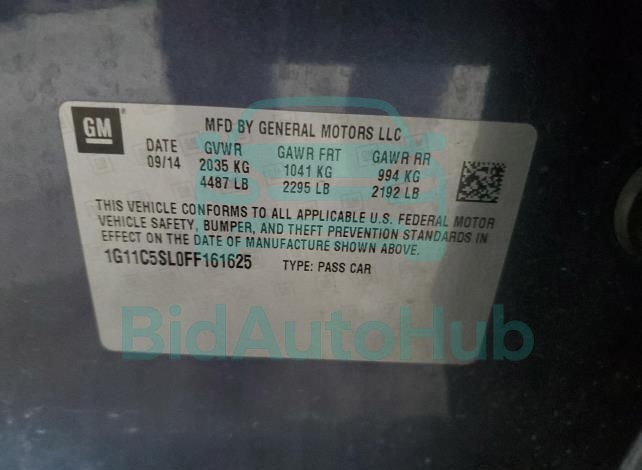 GM
MFD BY GENERAL MOTORS LLC
DATE GVWR GAWR FRT GAWR RR
09/14 2035 KG 1041 KG 994 KG
4487 LB 2295 LB 2192 LB
THIS VEHICLE CONFORMS TO ALL APPLICABLE U.S. FEDERAL MOTOR
VEHICLE SAFETY, BUMPER, AND THEFT PREVENTION STANDARDS IN
EFFECT ON THE DATE OF MANUFACTURE SHOWN ABOVE.
1G11C5SL0FF161625 TYPE: PASS CAR
BidAutoHub